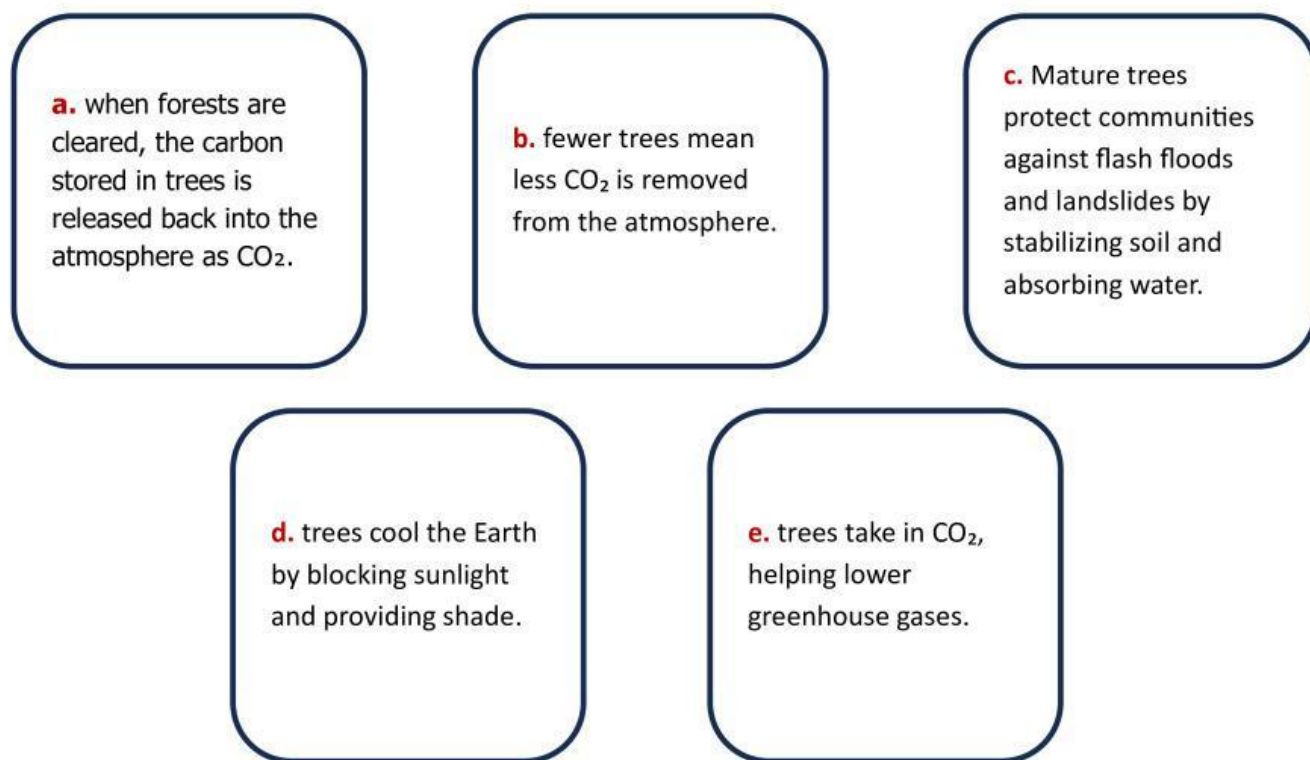 a. when forests are
cleared, the carbon
stored in trees is
released back into the
atmosphere as CO₂.
b. fewer trees mean
less CO₂ is removed
from the atmosphere.
c. Mature trees
protect communities
against flash floods
and landslides by
stabilizing soil and
absorbing water.
d. trees cool the Earth
by blocking sunlight
and providing shade.
e. trees take in CO₂,
helping lower
greenhouse gases.